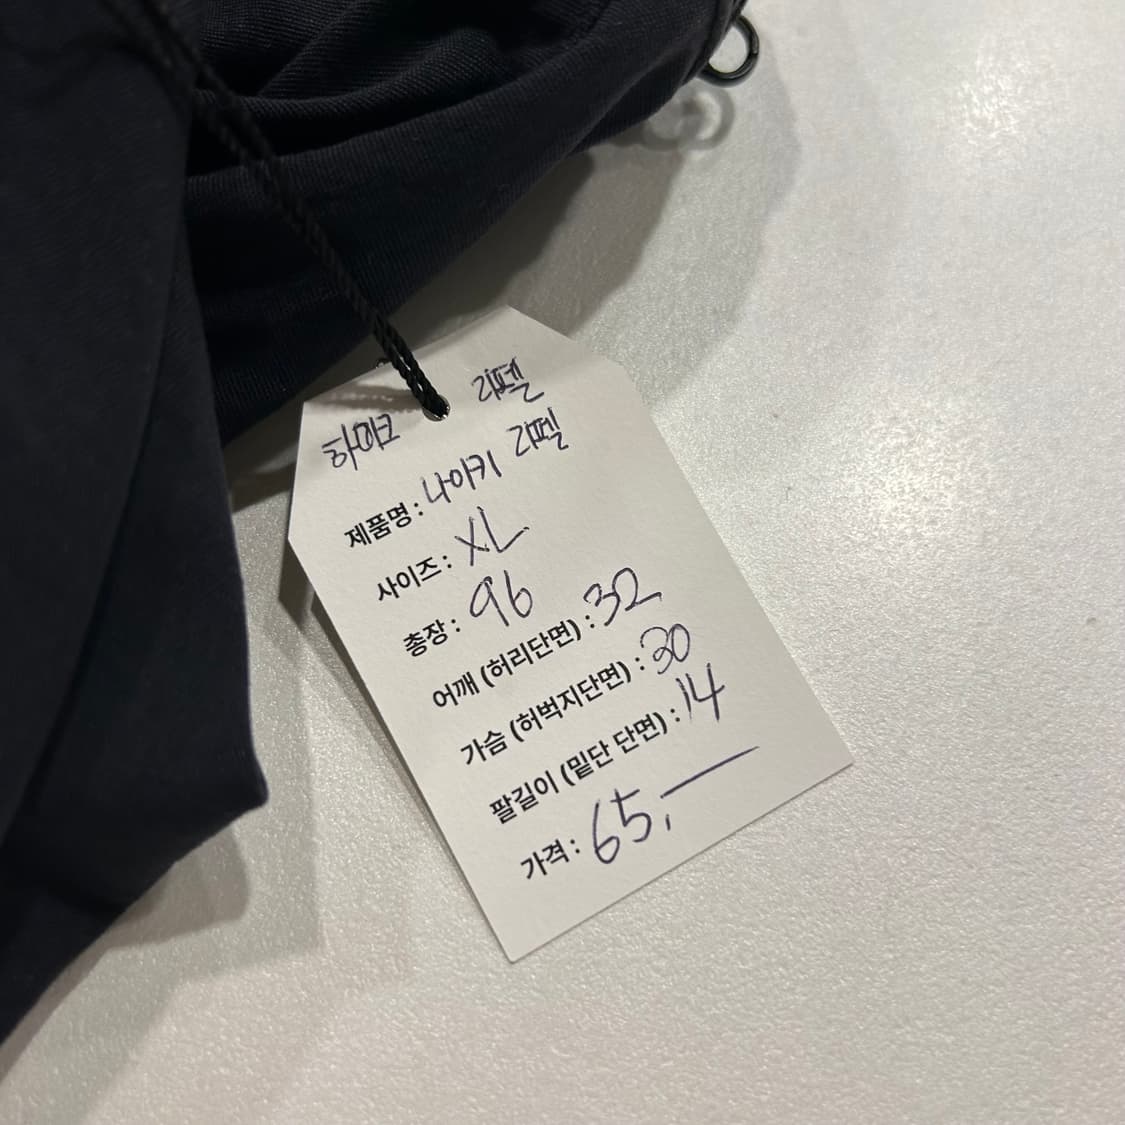 하이크 리펠
제품명 : 나이키 리펠
사이즈 : XL
총장 : 96
어깨 (허리단면) : 32
가슴 (허벅지단면) : 30
팔길이 (밑단 단면) : 14
가격 : 65,―